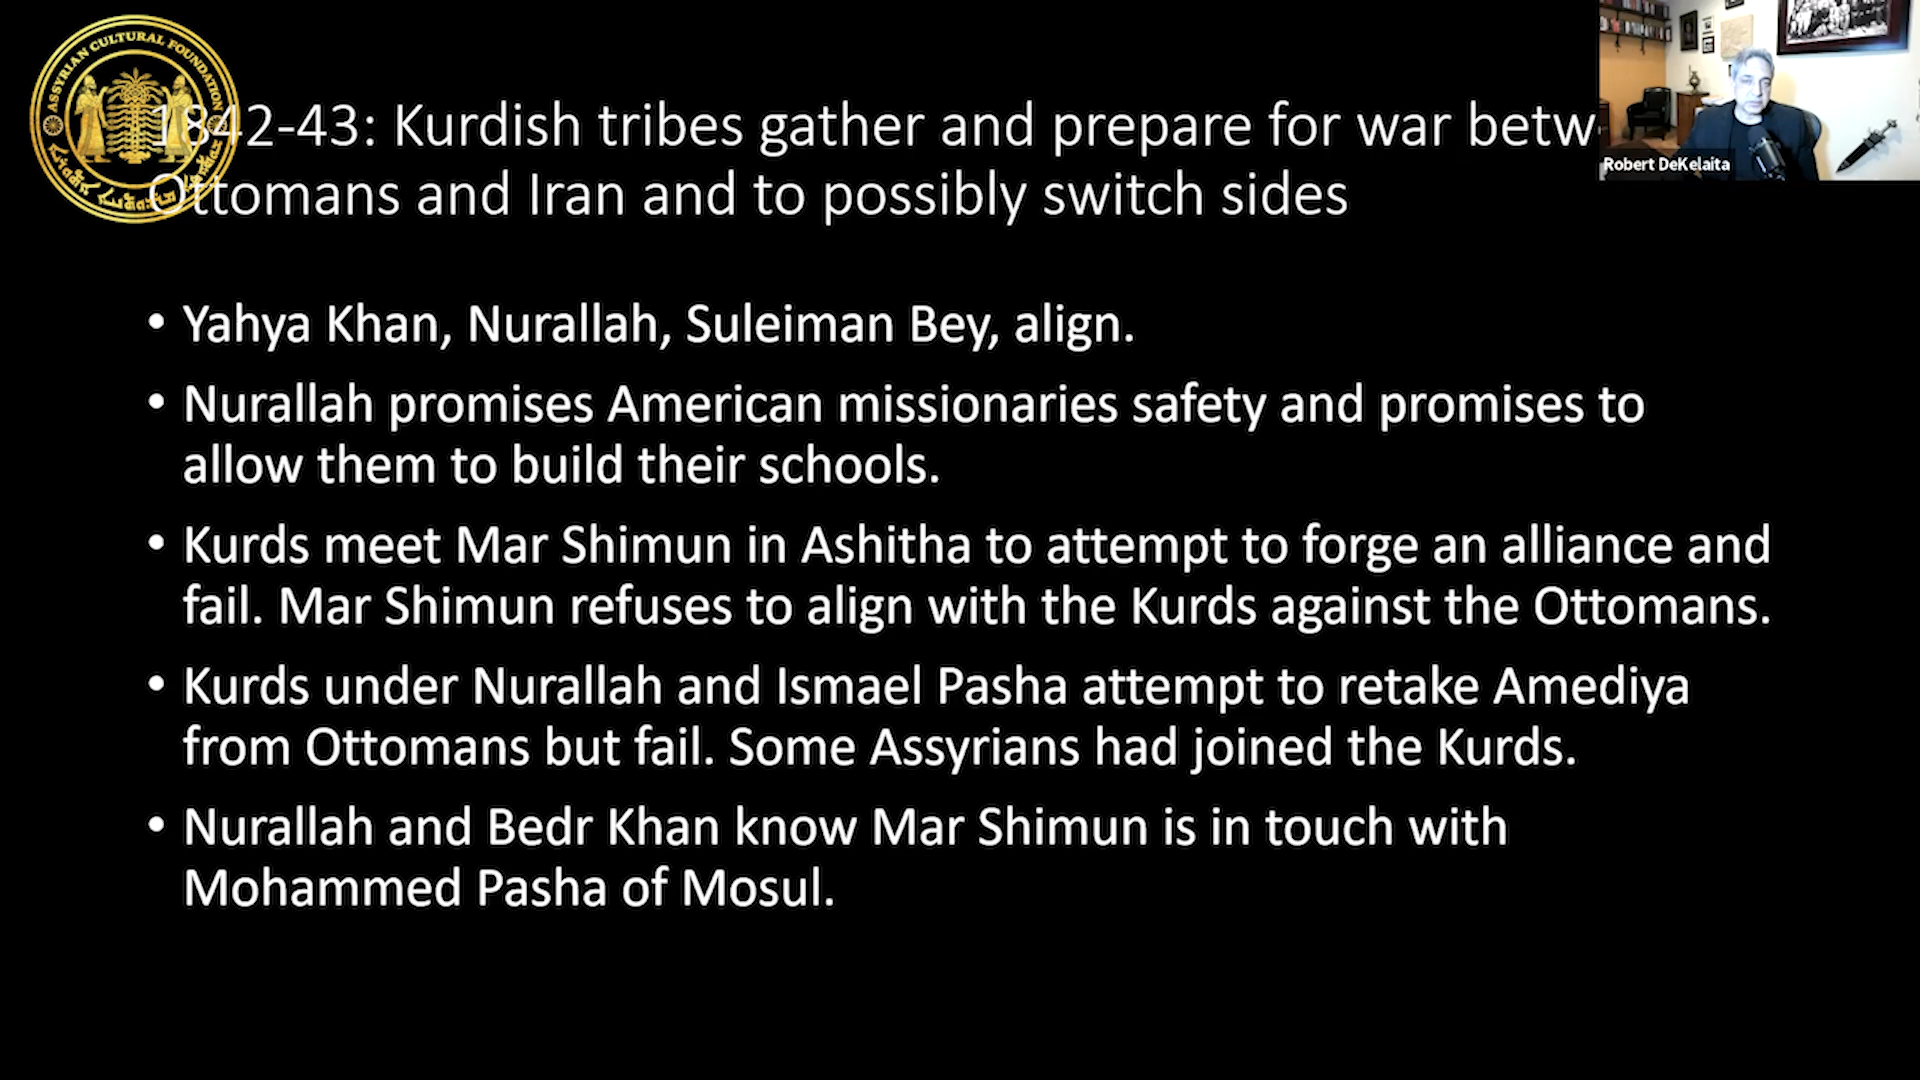 ASSYRIAN CULTURAL FOUNDATION
1842-43: Kurdish tribes gather and prepare for war betw
Ottomans and Iran and to possibly switch sides
Robert DeKelaita
• Yahya Khan, Nurallah, Suleiman Bey, align.
• Nurallah promises American missionaries safety and promises to
allow them to build their schools.
• Kurds meet Mar Shimun in Ashitha to attempt to forge an alliance and
fail. Mar Shimun refuses to align with the Kurds against the Ottomans.
• Kurds under Nurallah and Ismael Pasha attempt to retake Amediya
from Ottomans but fail. Some Assyrians had joined the Kurds.
• Nurallah and Bedr Khan know Mar Shimun is in touch with
Mohammed Pasha of Mosul.